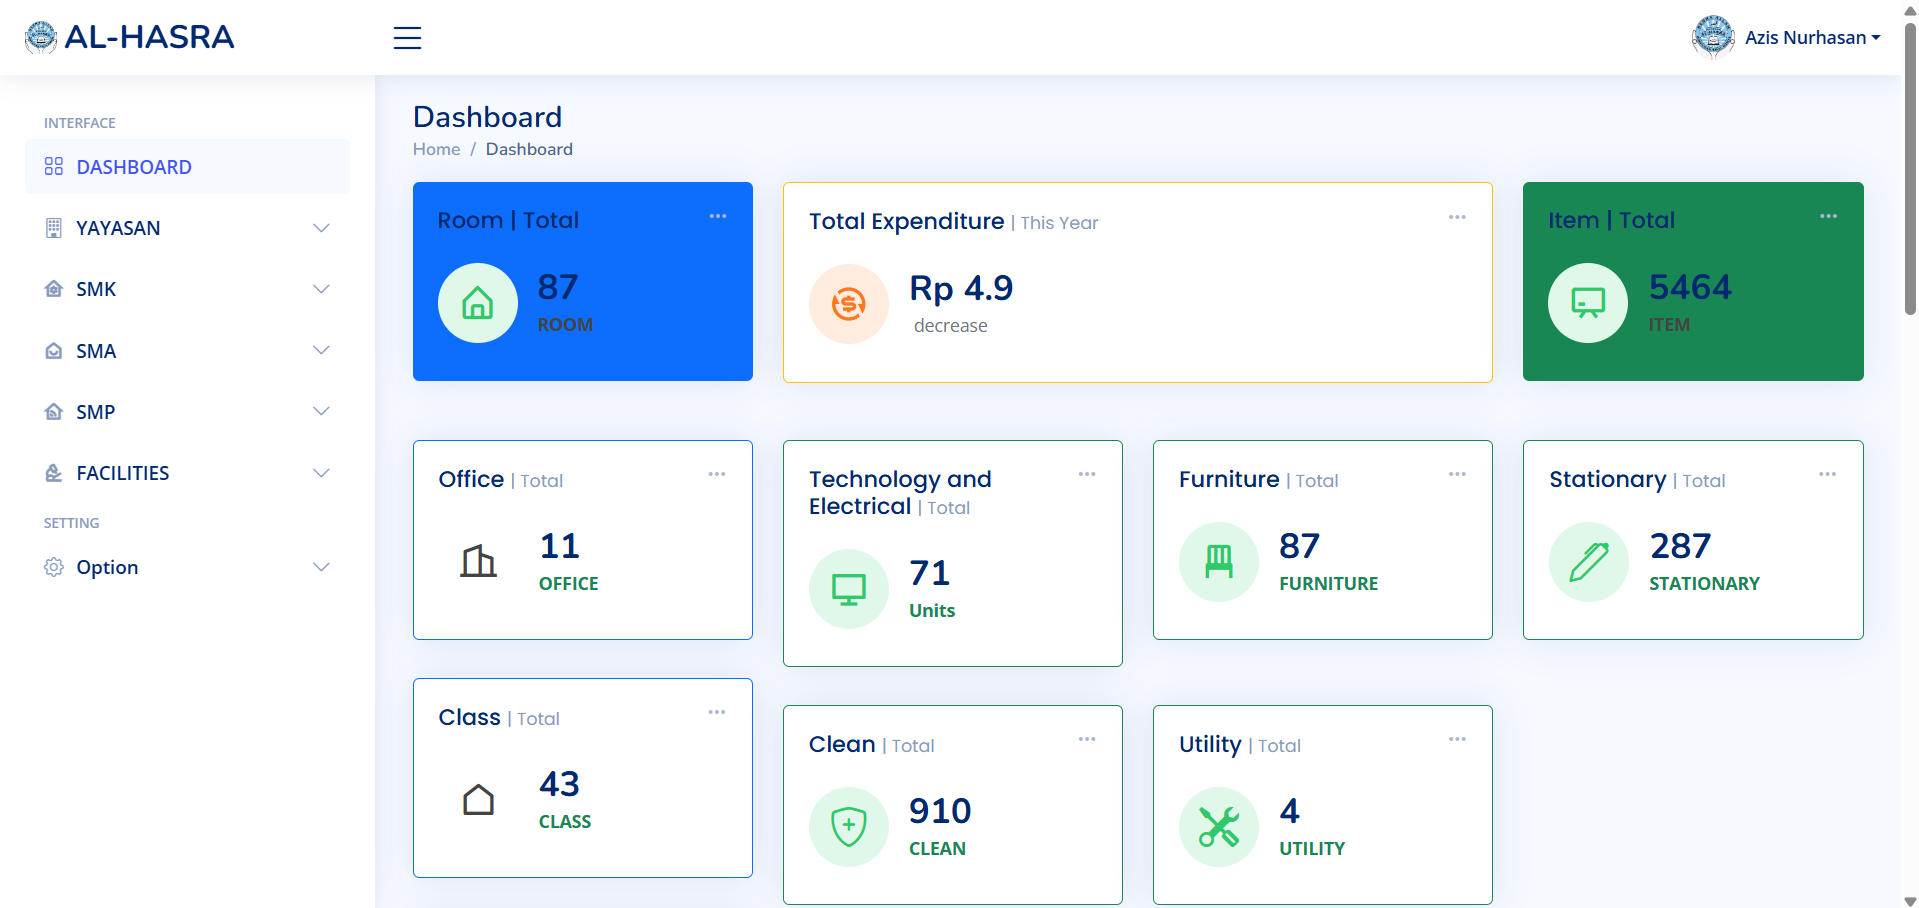 AL-HASRA
Azis Nurhasan
INTERFACE
DASHBOARD
YAYASAN
SMK
SMA
SMP
FACILITIES
SETTING
Option
Dashboard
Home / Dashboard
Room | Total
87
ROOM
Total Expenditure | This Year
Rp 4.9
decrease
Item | Total
5464
ITEM
Office | Total
11
OFFICE
Technology and
Electrical | Total
71
Units
Furniture | Total
87
FURNITURE
Stationary | Total
287
STATIONARY
Class | Total
43
CLASS
Clean | Total
910
CLEAN
Utility | Total
4
UTILITY